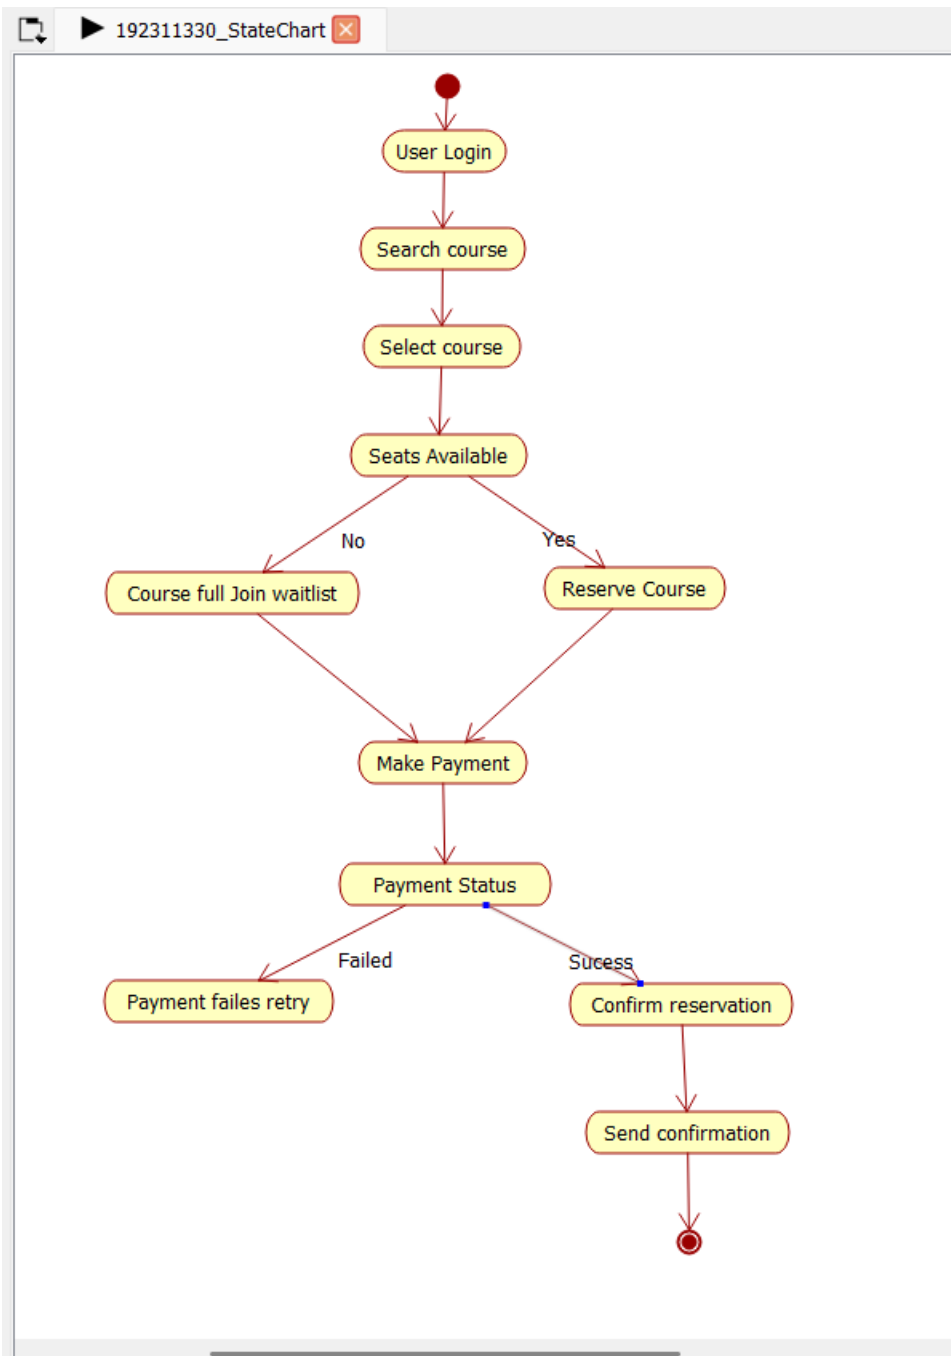 192311330_StateChart
User Login
Search course
Select course
Seats Available
No
Yes
Course full Join waitlist
Reserve Course
Make Payment
Payment Status
Failed
Sucess
Payment failes retry
Confirm reservation
Send confirmation